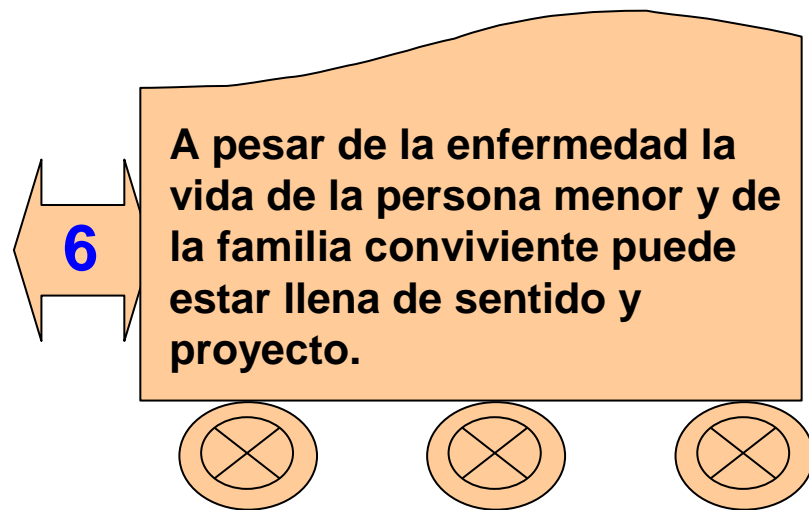 6
A pesar de la enfermedad la
vida de la persona menor y de
la familia conviviente puede
estar llena de sentido y
proyecto.